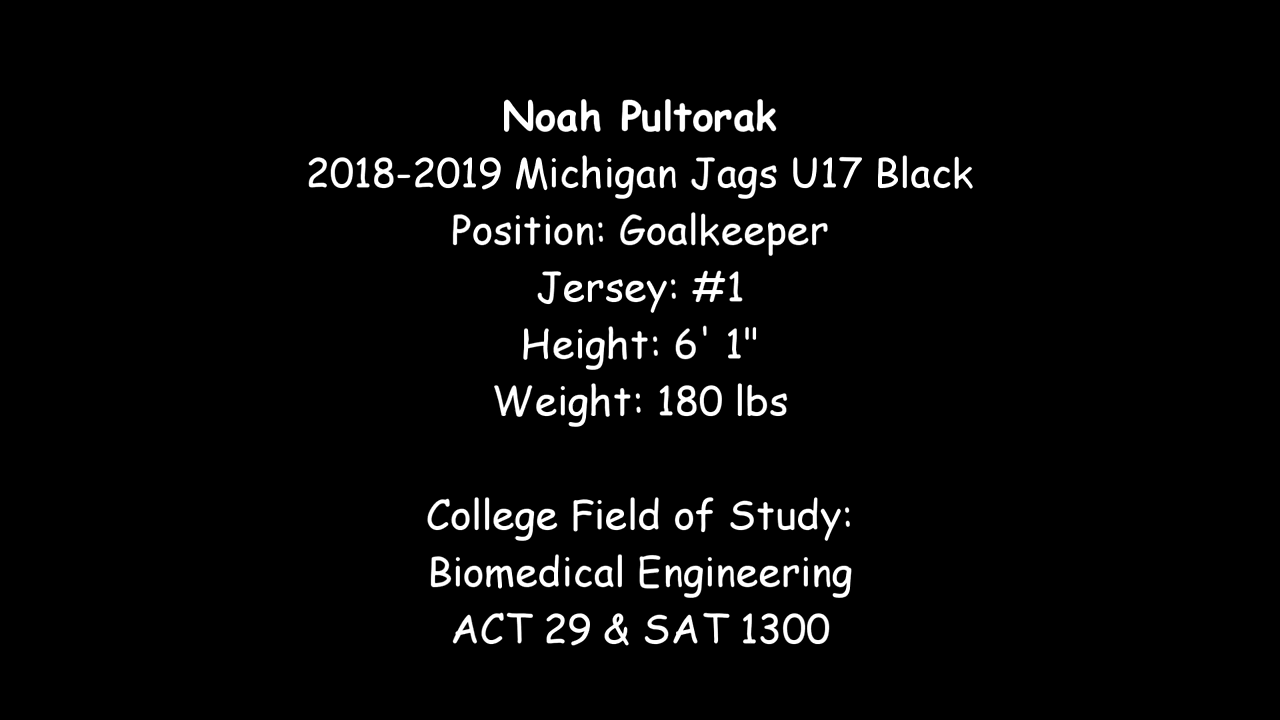 Noah Pultorak
2018-2019 Michigan Jags U17 Black
Position: Goalkeeper
Jersey: #1
Height: 6' 1"
Weight: 180 lbs
College Field of Study:
Biomedical Engineering
ACT 29 & SAT 1300